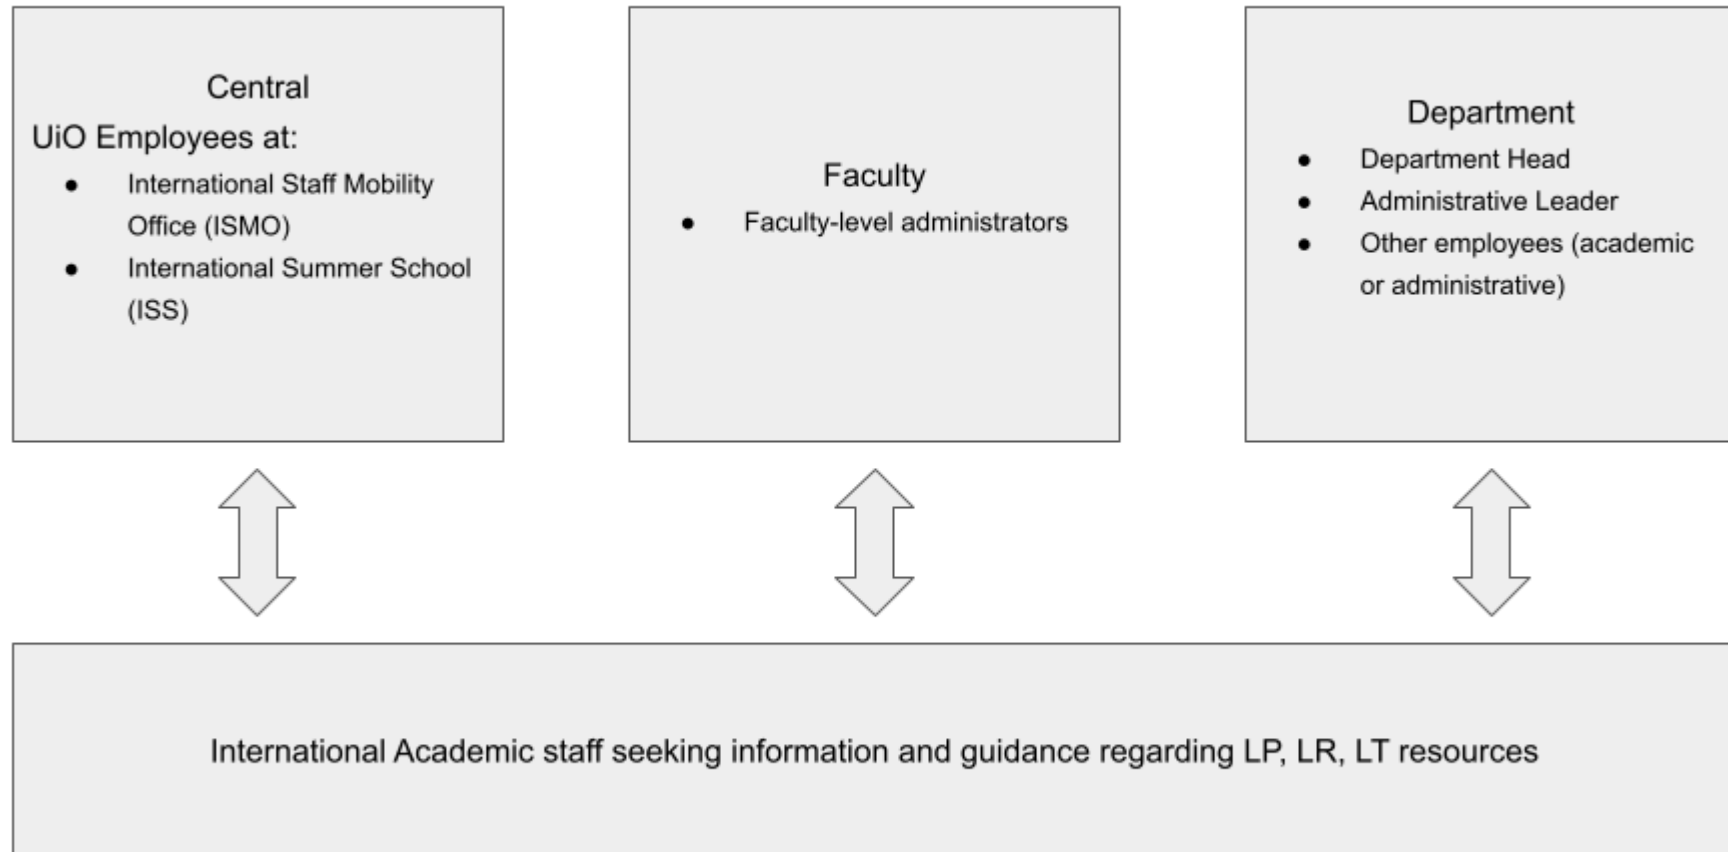 Central
UiO Employees at:
● International Staff Mobility
Office (ISMO)
● International Summer School
(ISS)
Faculty
● Faculty-level administrators
Department
● Department Head
● Administrative Leader
● Other employees (academic
or administrative)
International Academic staff seeking information and guidance regarding LP, LR, LT resources